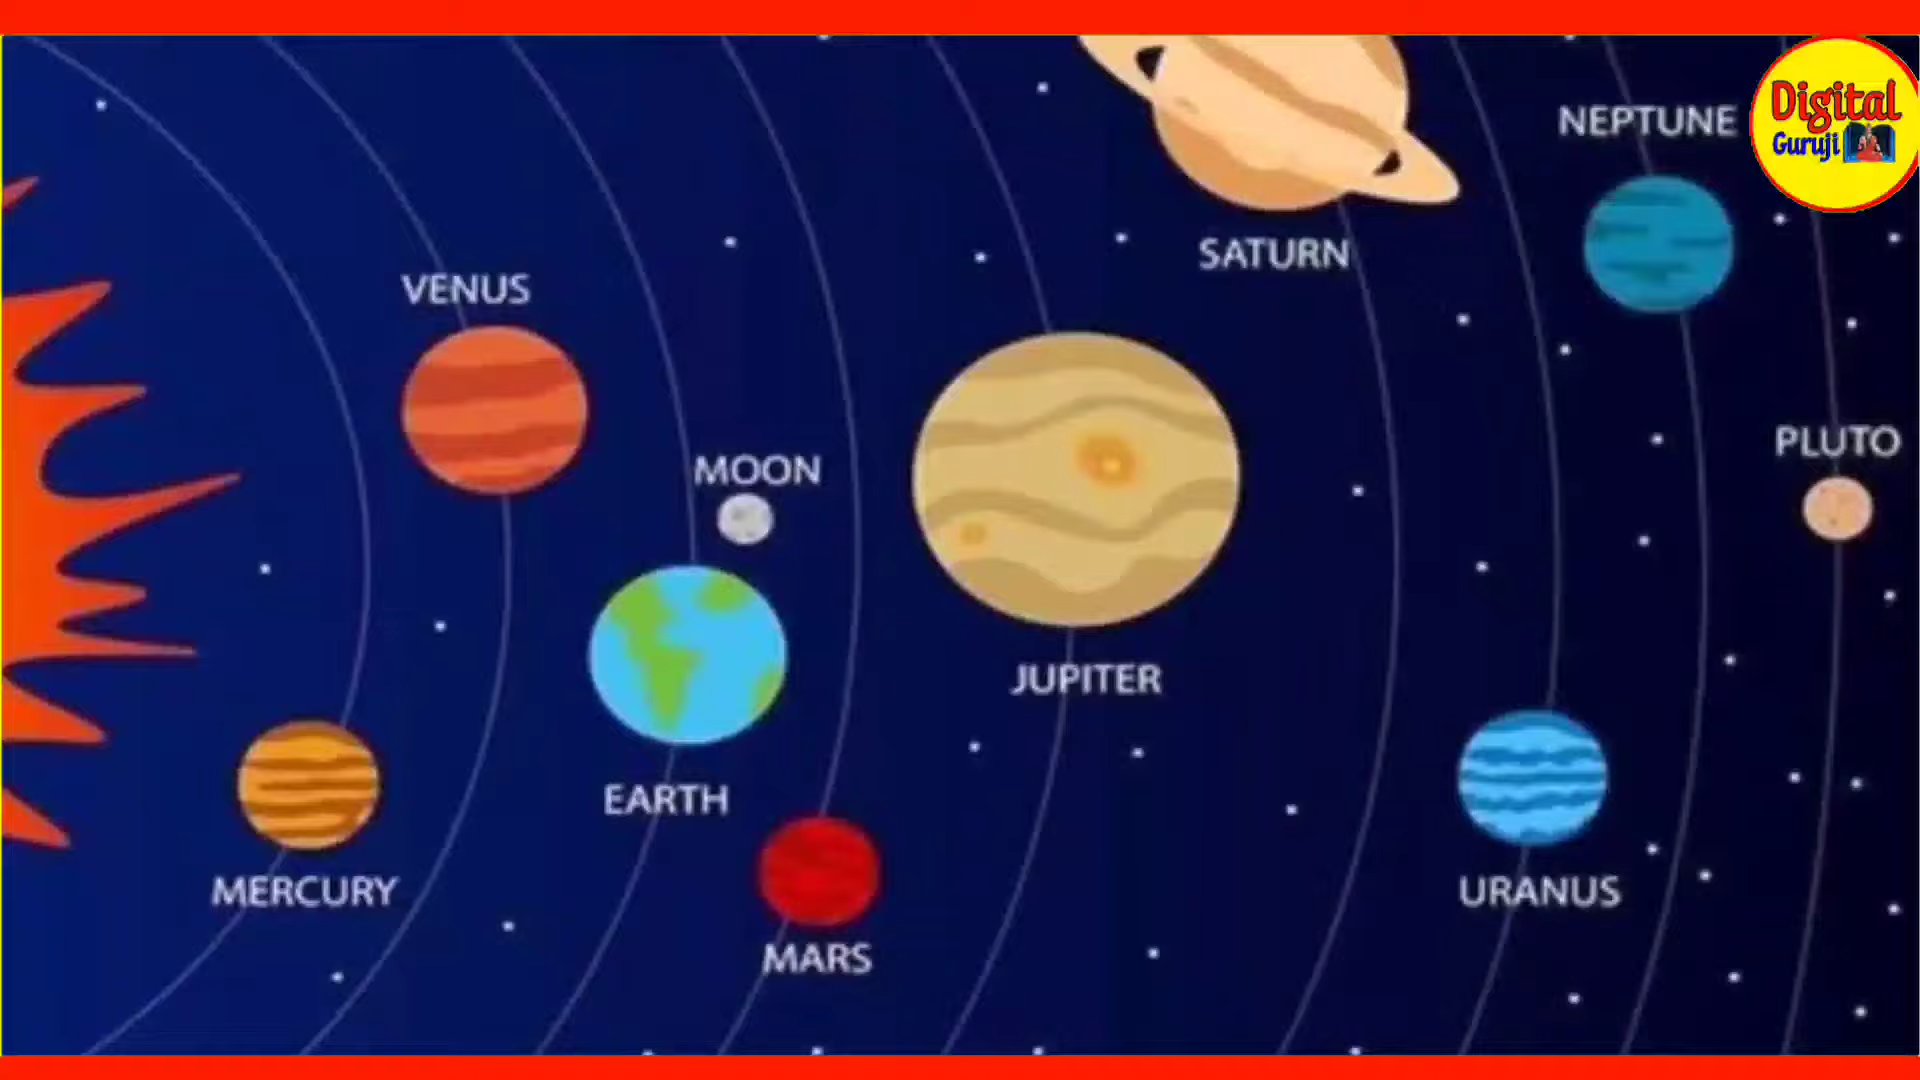 NEPTUNE
Digital
Guruji
SATURN
VENUS
PLUTO
MOON
JUPITER
EARTH
MERCURY
URANUS
MARS